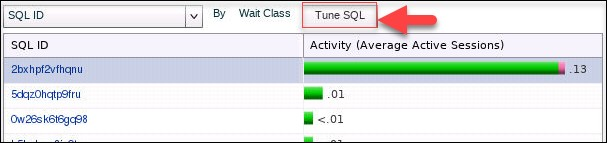 SQL ID By Wait Class Tune SQL
SQL ID Activity (Average Active Sessions)
2bxhpf2vfhqnu .13
5dqz0hqtp9fru .01
0w26sk6t6gq98 <.01